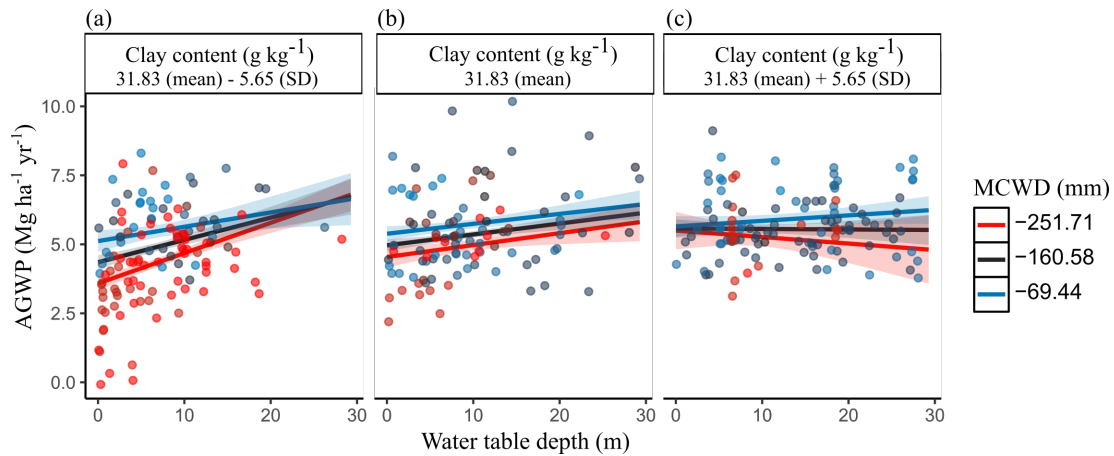 (a)
(b)
(c)
Clay content (g kg⁻¹)
31.83 (mean) - 5.65 (SD)
Clay content (g kg⁻¹)
31.83 (mean)
Clay content (g kg⁻¹)
31.83 (mean) + 5.65 (SD)
AGWP (Mg ha⁻¹ yr⁻¹)
10.0
7.5
5.0
2.5
0.0
0 10 20 30
0 10 20 30
0 10 20 30
Water table depth (m)
MCWD (mm)
−251.71
−160.58
−69.44